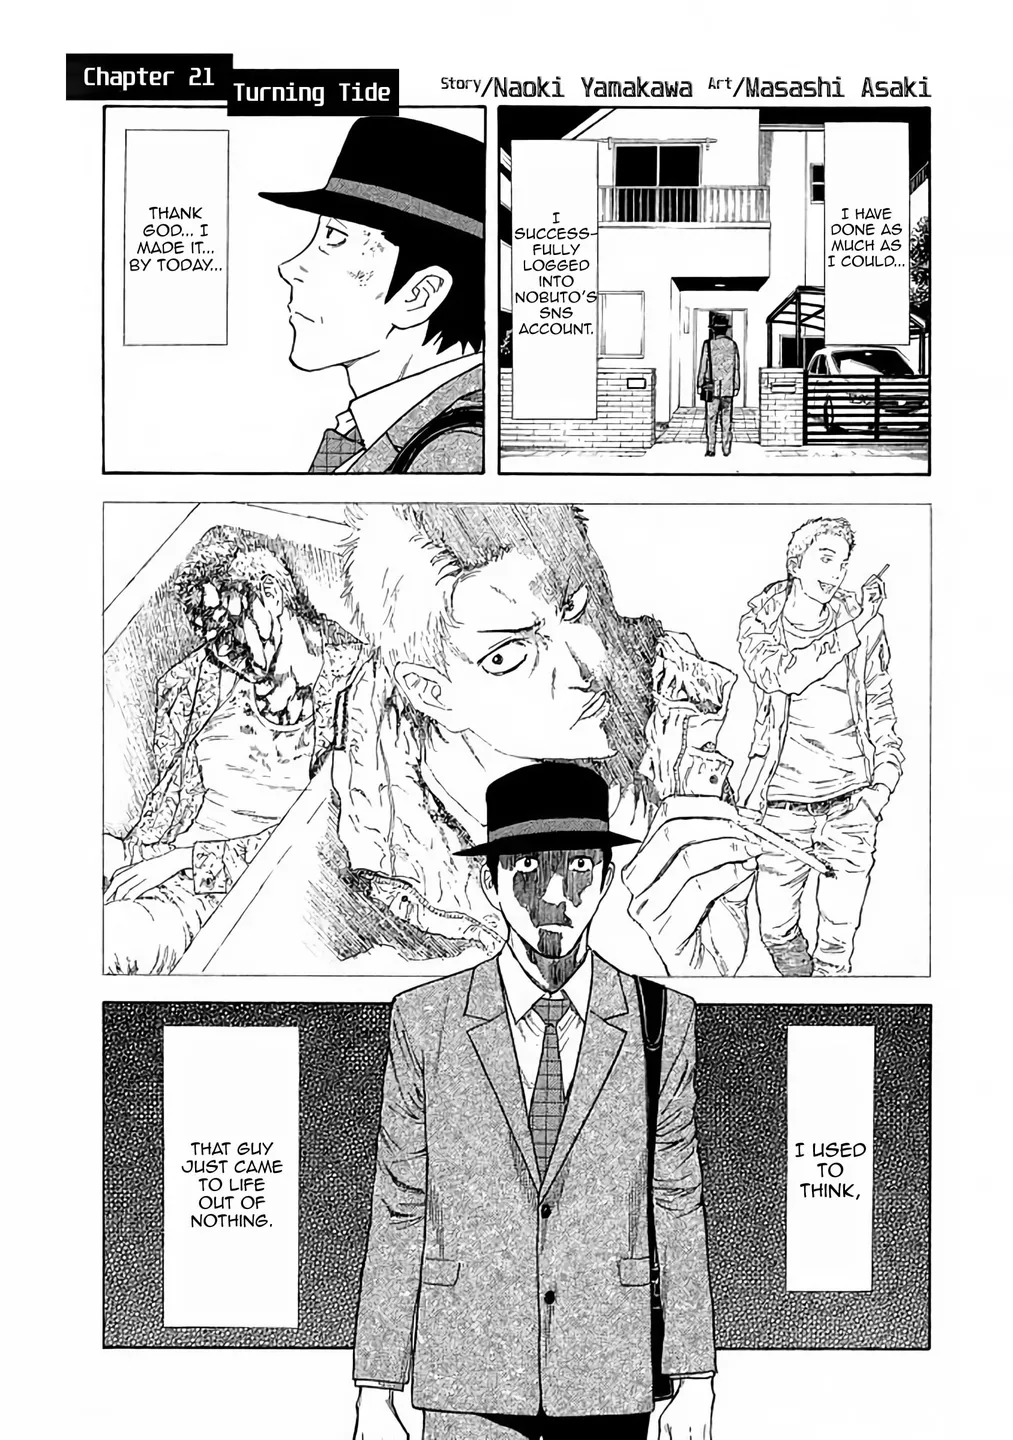 Chapter 21
Turning Tide
Story/Naoki Yamakawa Art/Masashi Asaki
I HAVE
DONE AS
MUCH AS
I COULD...
I
SUCCESS-
FULLY
LOGGED
INTO
NOBUTO'S
SNS
ACCOUNT.
THANK
GOD... I
MADE IT...
BY TODAY...
I USED
TO
THINK,
THAT GUY
JUST CAME
TO LIFE
OUT OF
NOTHING.